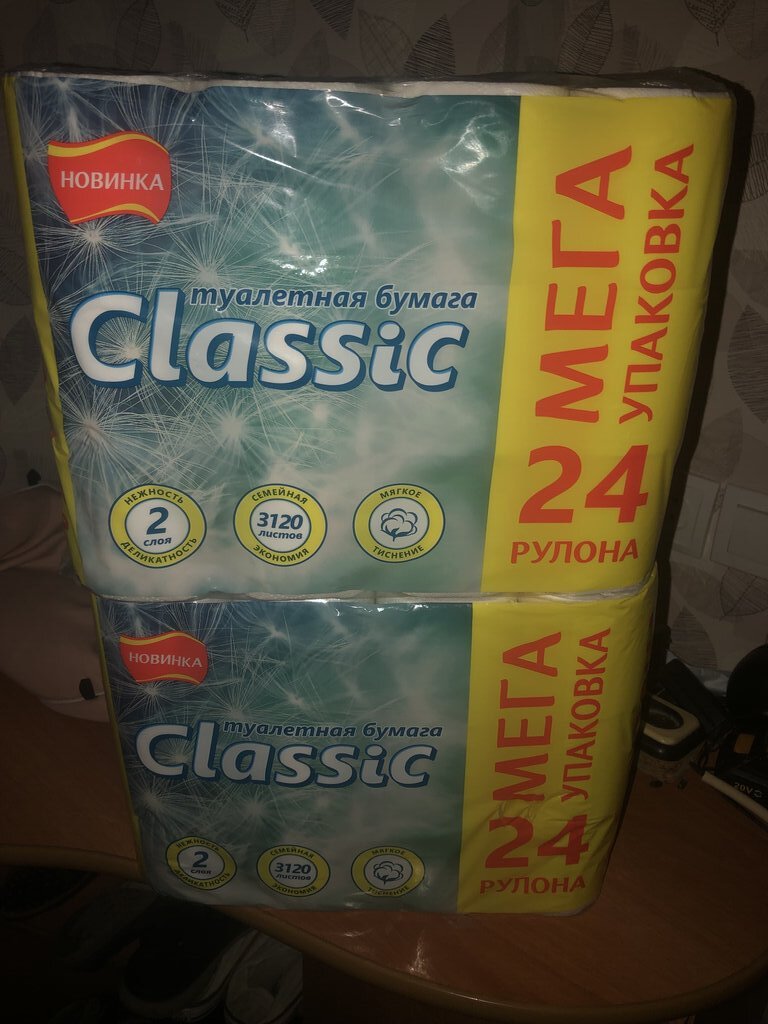 НОВИНКА
туалетная бумага
Classic
НЕЖНОСТЬ
2
слоя
ДЕЛИКАТНОСТЬ
СЕМЕЙНАЯ
3120
листов
ЭКОНОМИЯ
МЯГКОЕ
ТИСНЕНИЕ
МЕГА
УПАКОВКА
24
РУЛОНА
НОВИНКА
туалетная бумага
Classic
НЕЖНОСТЬ
2
слоя
ДЕЛИКАТНОСТЬ
СЕМЕЙНАЯ
3120
листов
ЭКОНОМИЯ
МЯГКОЕ
ТИСНЕНИЕ
МЕГА
УПАКОВКА
24
РУЛОНА